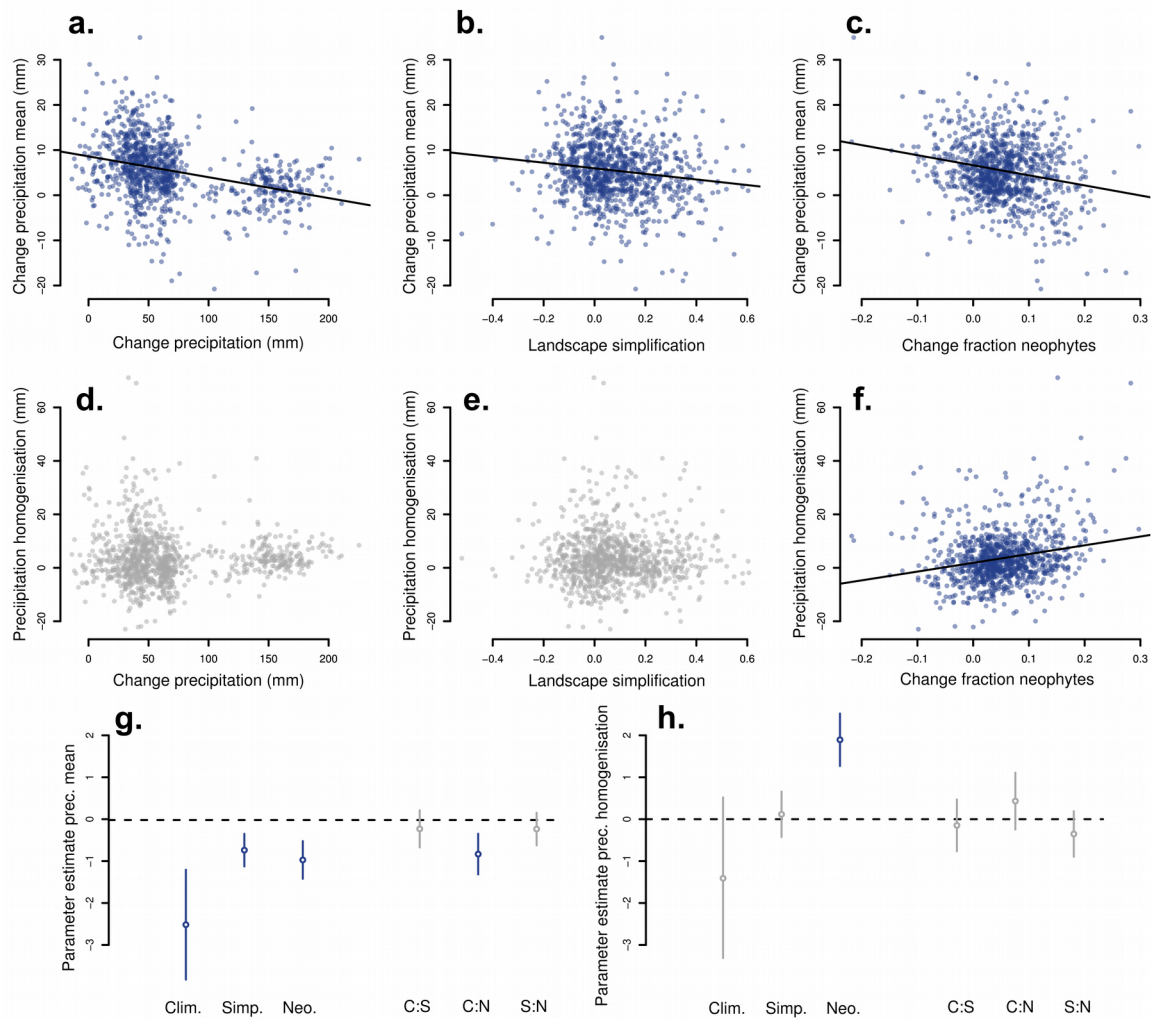 a.
Change precipitation mean (mm)
30
20
10
0
−10
−20
0
50
100
150
200
Change precipitation (mm)
b.
Change precipitation mean (mm)
30
20
10
0
−10
−20
−0.4
−0.2
0.0
0.2
0.4
0.6
Landscape simplification
c.
Change precipitation mean (mm)
30
20
10
0
−10
−20
−0.2
−0.1
0.0
0.1
0.2
0.3
Change fraction neophytes
d.
Precipitation homogenisation (mm)
60
40
20
0
−20
0
50
100
150
200
Change precipitation (mm)
e.
Precipitation homogenisation (mm)
60
40
20
0
−20
−0.4
−0.2
0.0
0.2
0.4
0.6
Landscape simplification
f.
Precipitation homogenisation (mm)
60
40
20
0
−20
−0.2
−0.1
0.0
0.1
0.2
0.3
Change fraction neophytes
g.
Parameter estimate prec. mean
2
1
0
−1
−2
−3
Clim.
Simp.
Neo.
C:S
C:N
S:N
h.
Parameter estimate prec. homogenisation
2
1
0
−1
−2
−3
Clim.
Simp.
Neo.
C:S
C:N
S:N